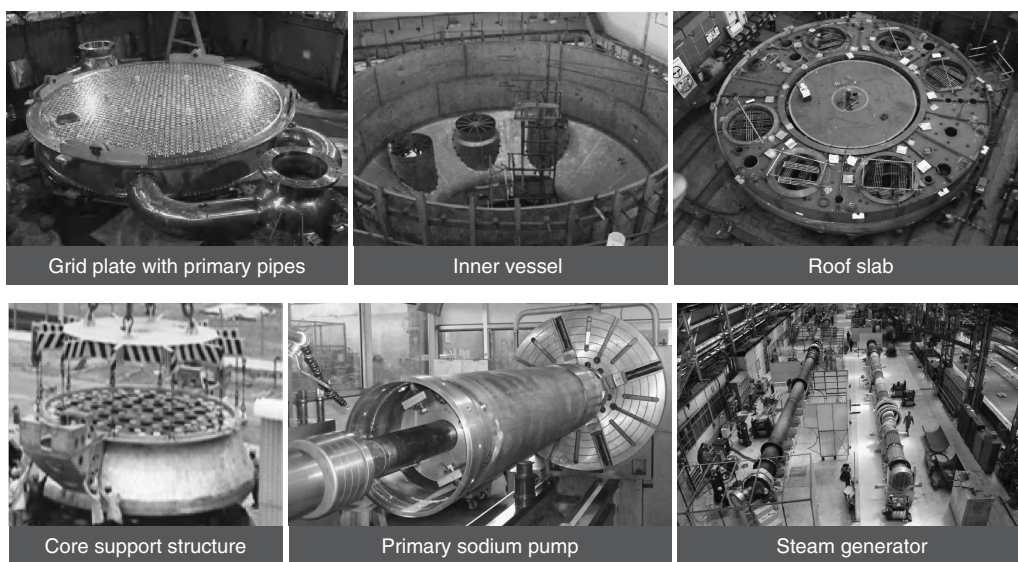 Grid plate with primary pipes
Inner vessel
Roof slab
Core support structure
Primary sodium pump
Steam generator